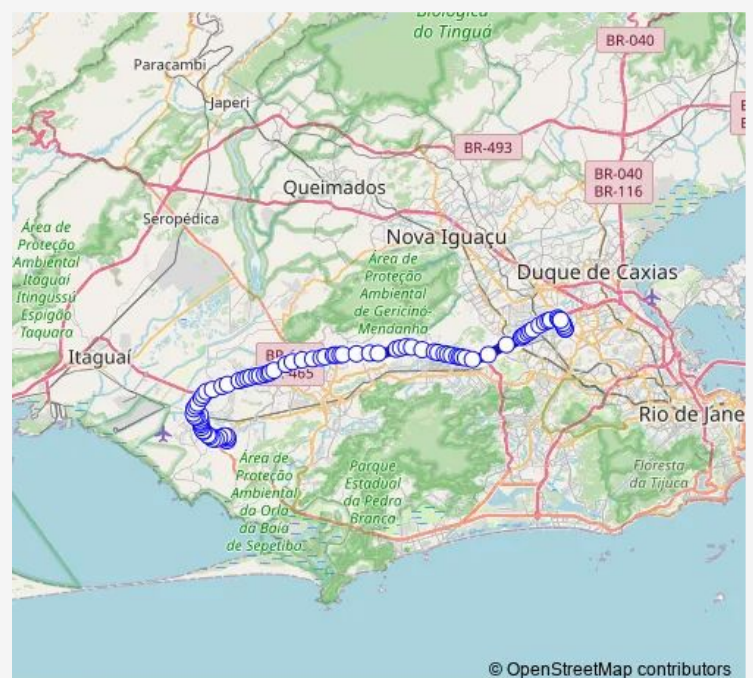 Biológica
do Tinguá
BR-040
Paracambi
Japeri
BR-493
BR-040
BR-116
Queimados
Seropédica
Nova Iguaçu
Área de
Proteção
Ambiental
Itaguaí
Itingussú
Espigão
Taquara
Área de
Proteção
Ambiental
de Gericinó-
Mendanha
Duque de Caxias
Itaguaí
BR
465
Rio de Jane
Área de
Proteção
Ambiental
da Orla
da Baía
de Sepetiba
Parque
Estadual
da Pedra
Branca
Floresta
da Tijuca
© OpenStreetMap contributors